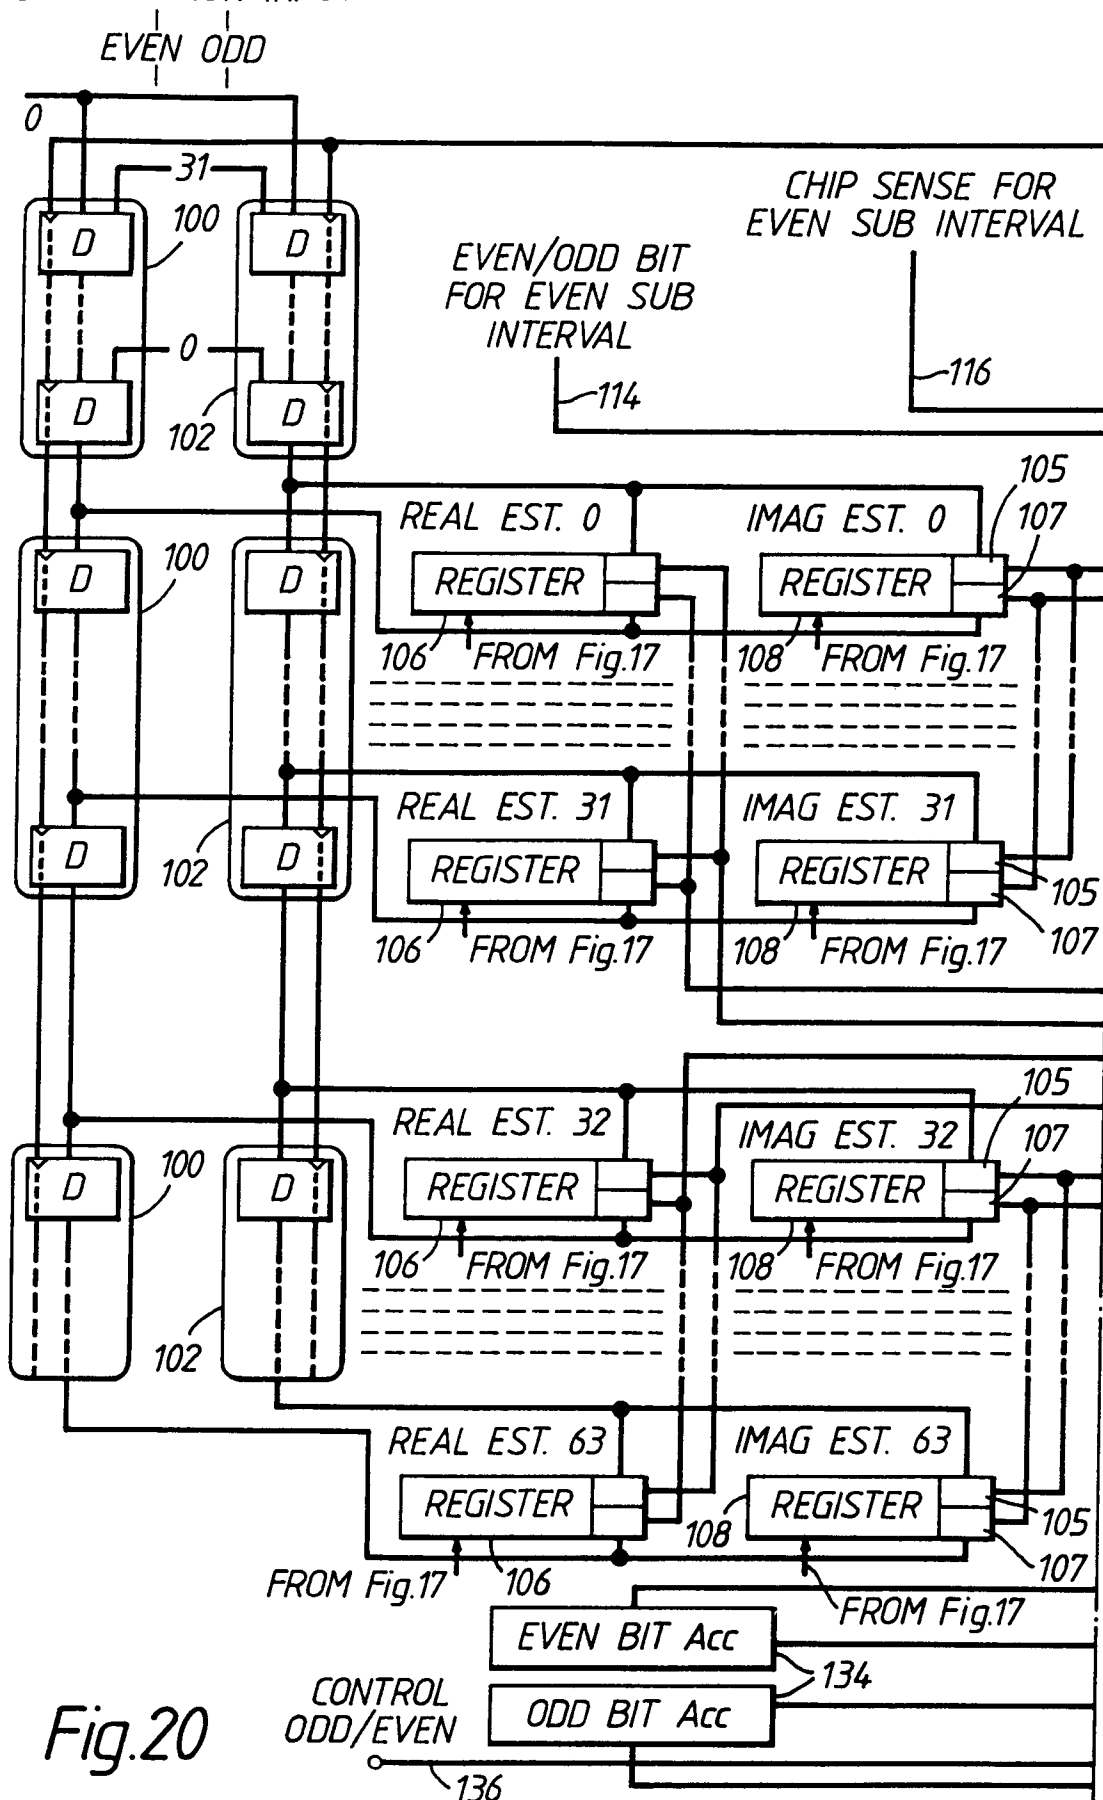 EVEN ODD
0
31
CHIP SENSE FOR
EVEN SUB INTERVAL
100
D
D
EVEN/ODD BIT
FOR EVEN SUB
INTERVAL
0
116
114
D
D
102
105
REAL EST. 0
IMAG EST. 0
107
100
D
D
REGISTER
REGISTER
106
FROM Fig.17
108
FROM Fig.17
REAL EST. 31
IMAG EST. 31
102
D
D
REGISTER
REGISTER
105
106
FROM Fig.17
108
FROM Fig.17
107
105
REAL EST. 32
IMAG EST. 32
107
100
D
D
REGISTER
REGISTER
106
FROM Fig.17
108
FROM Fig.17
102
REAL EST. 63
IMAG EST. 63
REGISTER
108
REGISTER
105
107
FROM Fig.17
106
FROM Fig.17
EVEN BIT Acc
134
CONTROL
ODD/EVEN
ODD BIT Acc
136
Fig.20